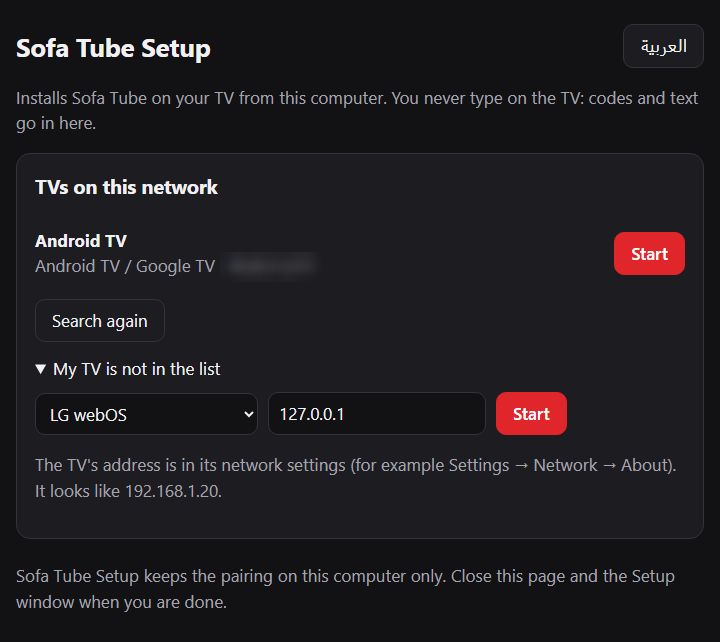 Sofa Tube Setup
العربية
Installs Sofa Tube on your TV from this computer. You never type on the TV: codes and text
go in here.
TVs on this network
Android TV
Android TV / Google TV
Start
Search again
▼ My TV is not in the list
LG webOS
127.0.0.1
Start
The TV's address is in its network settings (for example Settings → Network → About).
It looks like 192.168.1.20.
Sofa Tube Setup keeps the pairing on this computer only. Close this page and the Setup
window when you are done.